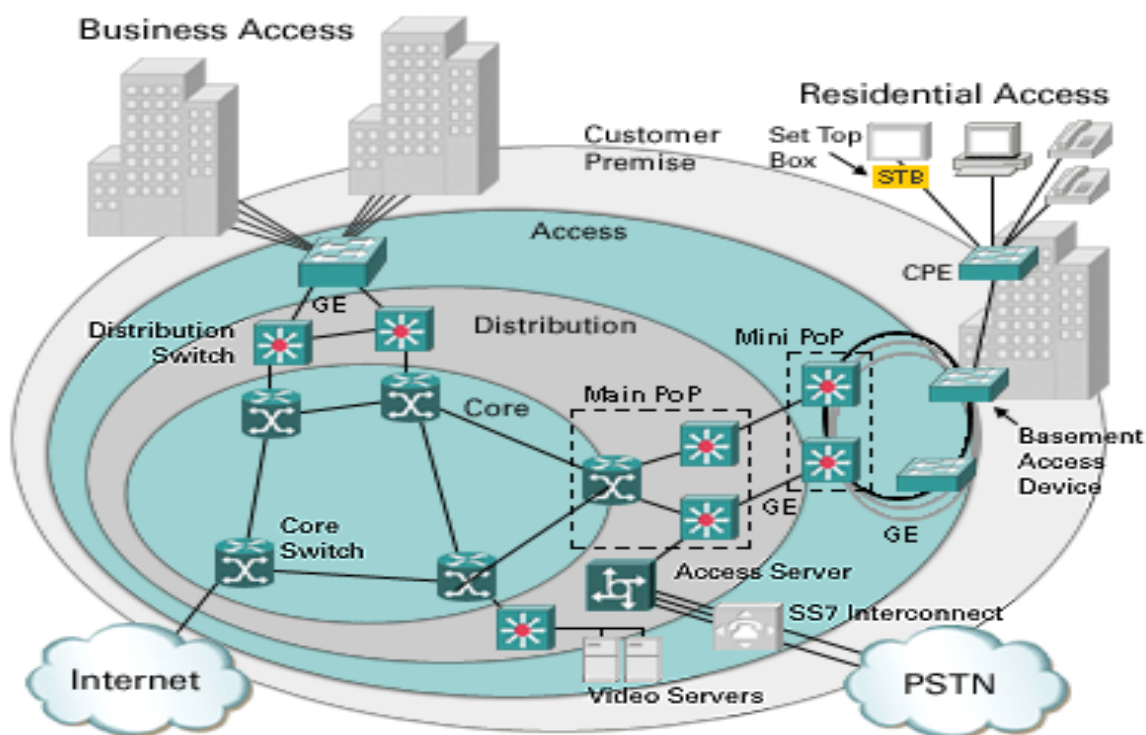 Business Access
Residential Access
Customer
Premise
Set Top
Box
STB
Access
CPE
GE
Distribution
Switch
Distribution
Mini PoP
Main PoP
Core
Basement
Access
Device
GE
GE
Core
Switch
Access Server
SS7 Interconnect
Internet
Video Servers
PSTN